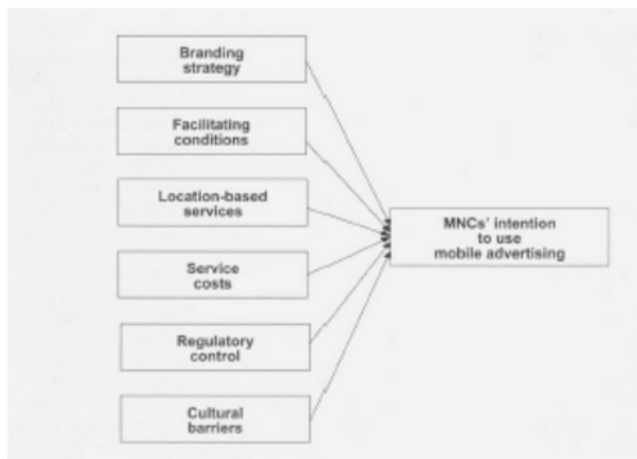 Branding
strategy
Facilitating
conditions
Location-based
services
Service
costs
Regulatory
control
Cultural
barriers
MNCs' intention
to use
mobile advertising